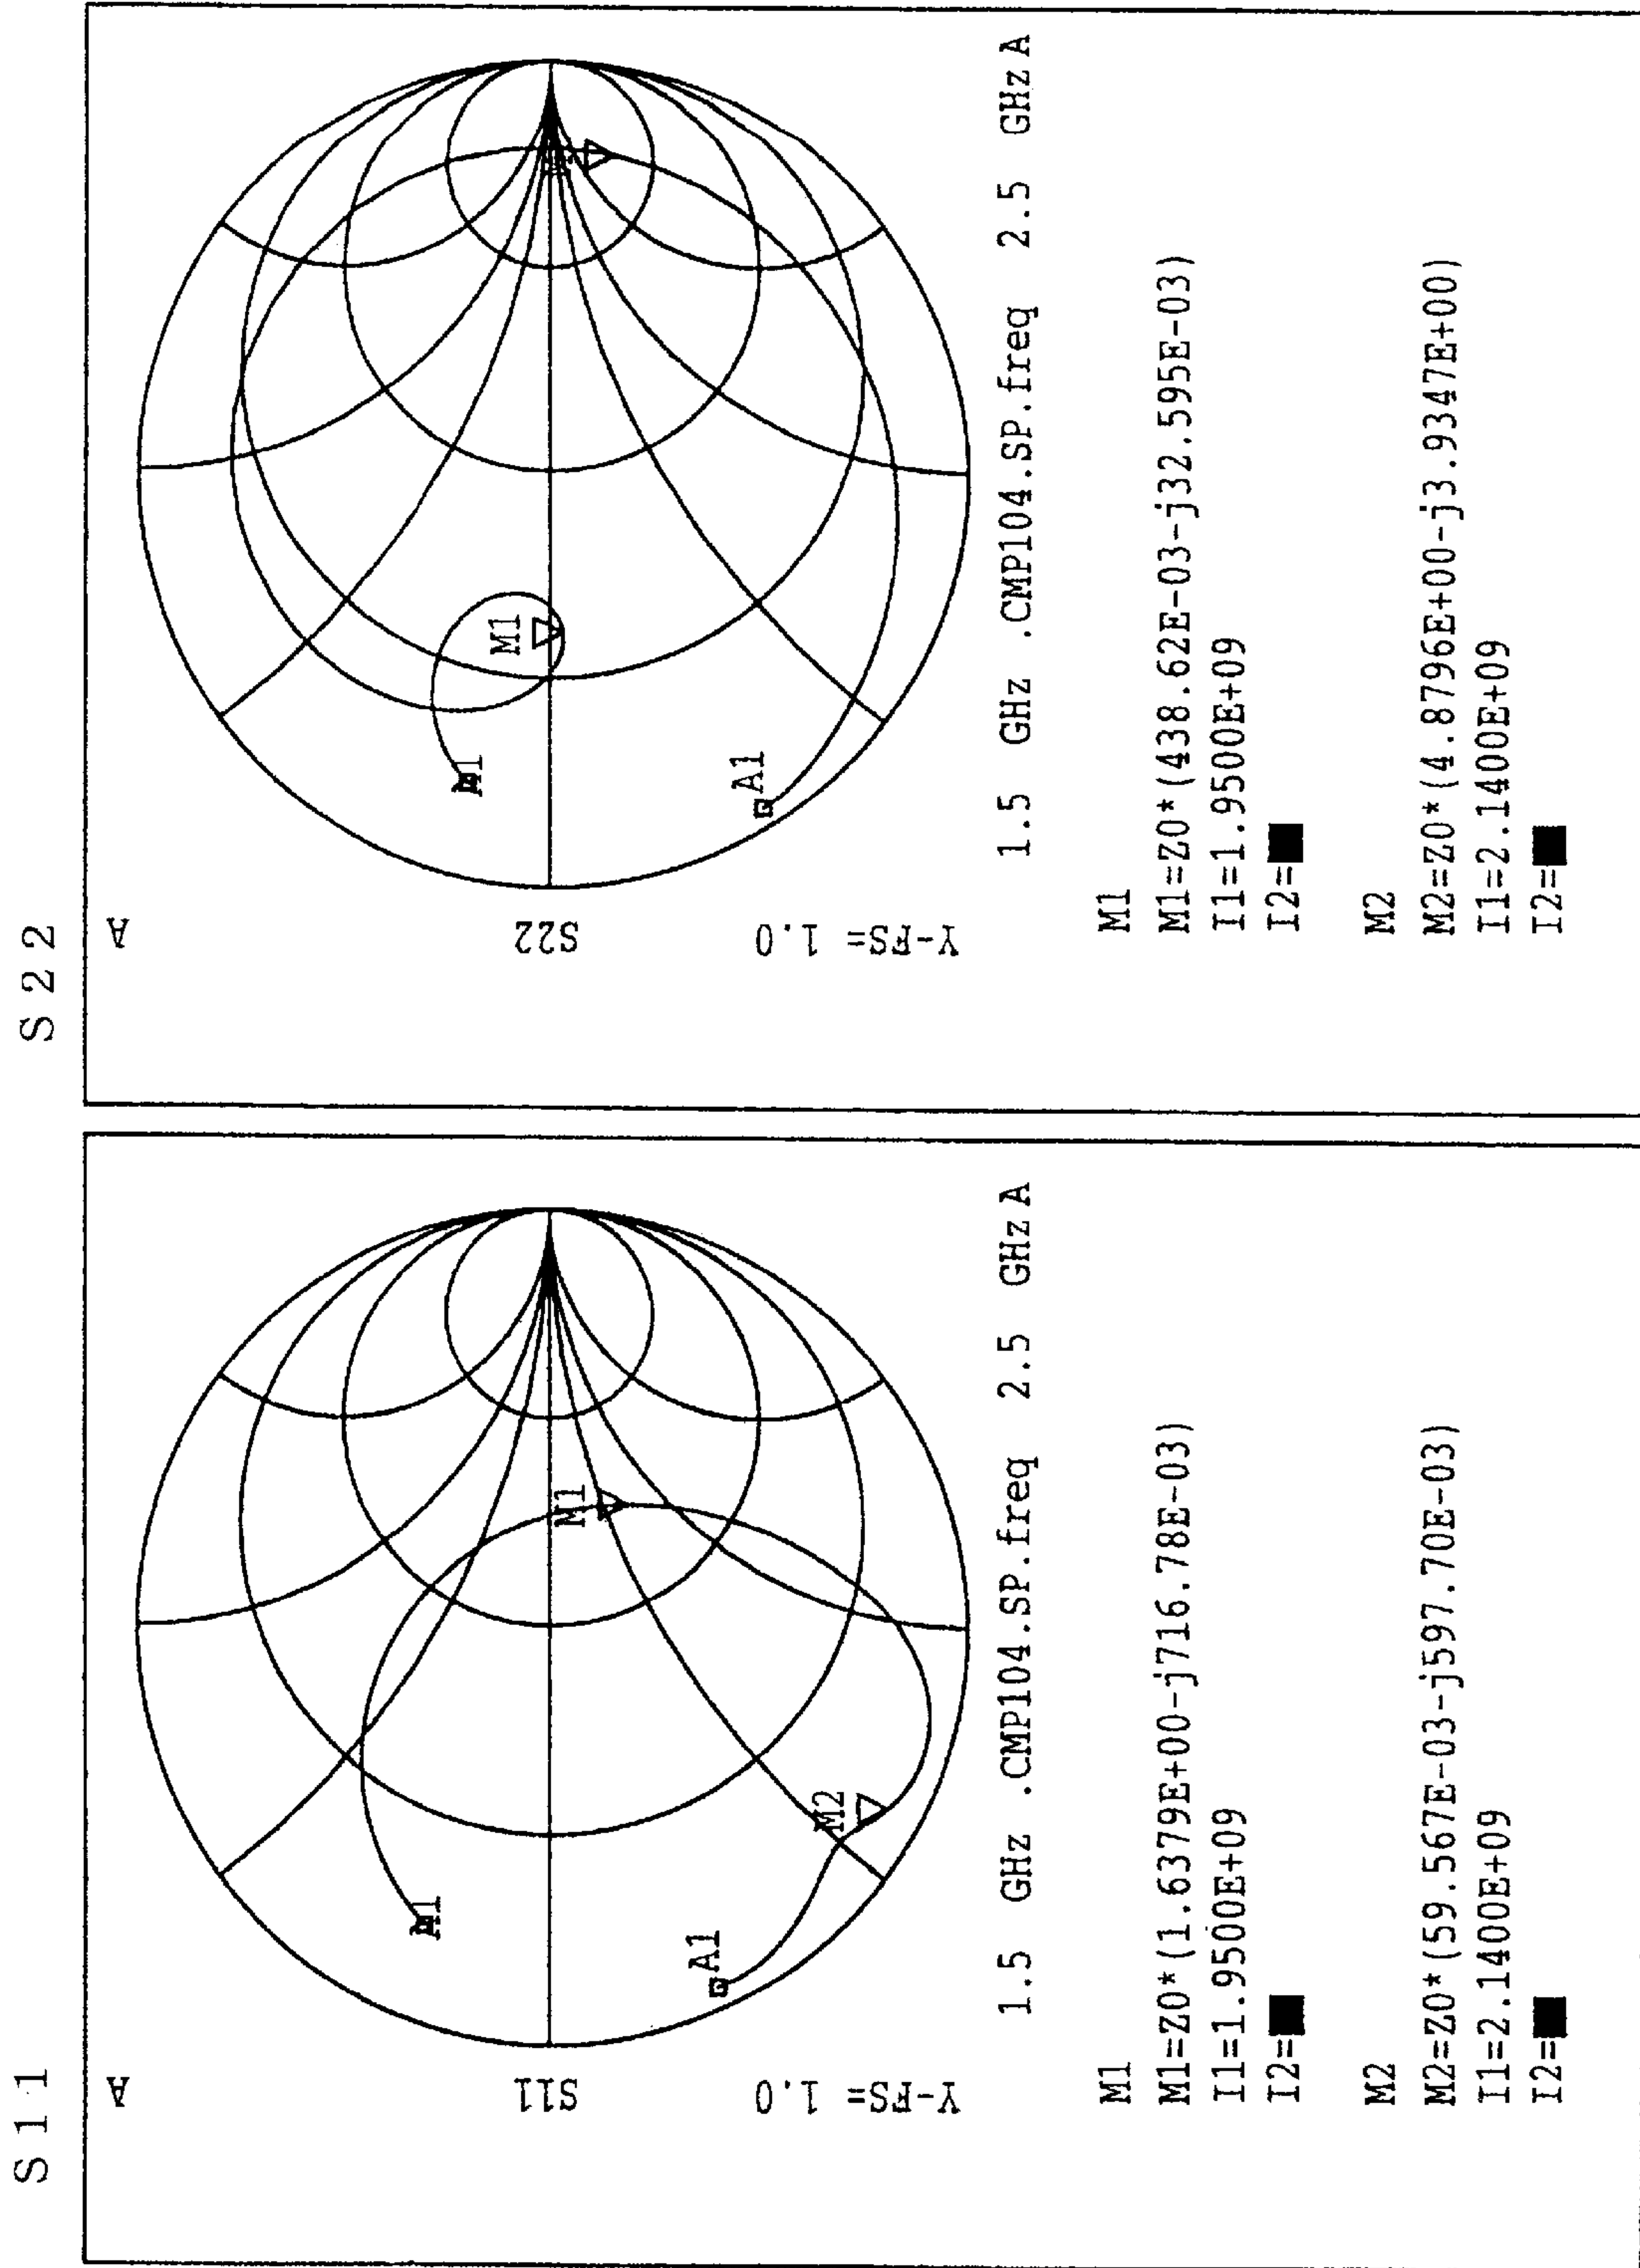 S11
A
S11
Y-FS= 1.0
M1
M2
A1
A1
1.5 GHz .CMP104.SP.freq 2.5 GHz A
M1
M1=Z0*(1.6379E+00-j716.78E-03)
I1=1.9500E+09
I2=■
M2
M2=Z0*(59.567E-03-j597.70E-03)
I1=2.1400E+09
I2=■
S22
A
S22
Y-FS= 1.0
M1
A1
1.5 GHz .CMP104.SP.freq 2.5 GHz A
M1
M1=Z0*(438.62E-03-j32.595E-03)
I1=1.9500E+09
I2=■
M2
M2=Z0*(4.8796E+00-j3.9347E+00)
I1=2.1400E+09
I2=■